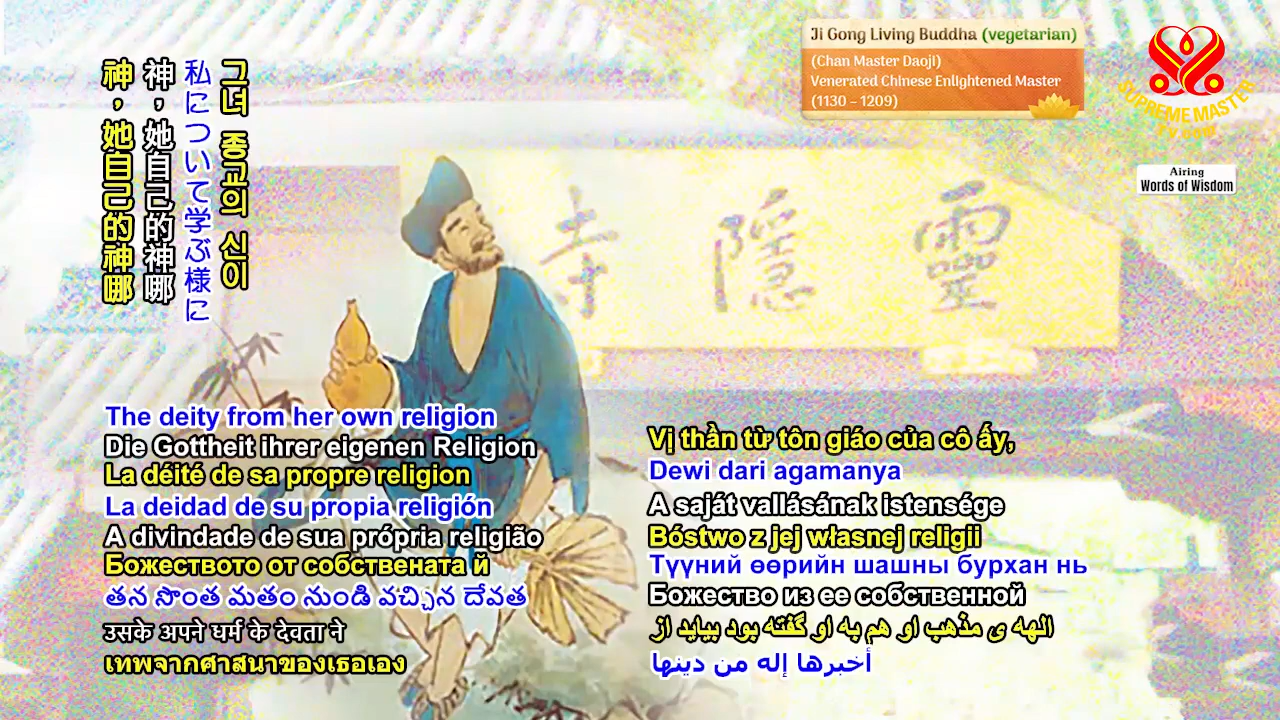 Ji Gong Living Buddha (vegetarian)
(Chan Master Daoji)
Venerated Chinese Enlightened Master
(1130 – 1209)
SUPREME MASTER
TV.com
Airing
Words of Wisdom
그녀 종교의 신이
私について学ぶ様に
神，她自己的神哪
神，她自己的神哪
靈隱寺
The deity from her own religion
Die Gottheit ihrer eigenen Religion
La déité de sa propre religion
La deidad de su propia religión
A divindade de sua própria religião
Божеството от собствената й
తన సొంత మతం నుండి వచ్చిన దేవత
उसके अपने धर्म के देवता ने
เทพจากศาสนาของเธอเอง
Vị thần từ tôn giáo của cô ấy,
Dewi dari agamanya
A saját vallásának istensége
Bóstwo z jej własnej religii
Түүний өөрийн шашны бурхан нь
Божество из ее собственной
الهه ی مذهب او هم به او گفته بود بیاید از
أخبرها إله من دينها